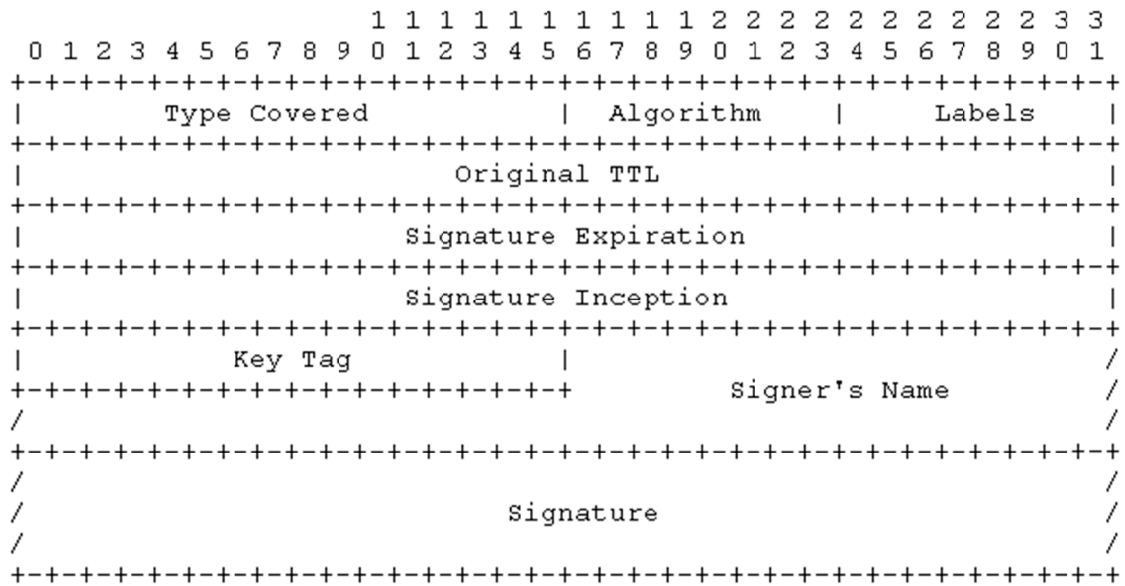 1 1 1 1 1 1 1 1 1 1 2 2 2 2 2 2 2 2 2 2 3 3
 0 1 2 3 4 5 6 7 8 9 0 1 2 3 4 5 6 7 8 9 0 1 2 3 4 5 6 7 8 9 0 1
+-+-+-+-+-+-+-+-+-+-+-+-+-+-+-+-+-+-+-+-+-+-+-+-+-+-+-+-+-+-+-+-+
|        Type Covered           |  Algorithm    |     Labels    |
+-+-+-+-+-+-+-+-+-+-+-+-+-+-+-+-+-+-+-+-+-+-+-+-+-+-+-+-+-+-+-+-+
|                         Original TTL                          |
+-+-+-+-+-+-+-+-+-+-+-+-+-+-+-+-+-+-+-+-+-+-+-+-+-+-+-+-+-+-+-+-+
|                      Signature Expiration                     |
+-+-+-+-+-+-+-+-+-+-+-+-+-+-+-+-+-+-+-+-+-+-+-+-+-+-+-+-+-+-+-+-+
|                      Signature Inception                      |
+-+-+-+-+-+-+-+-+-+-+-+-+-+-+-+-+-+-+-+-+-+-+-+-+-+-+-+-+-+-+-+-+
|            Key Tag            |                               /
+-+-+-+-+-+-+-+-+-+-+-+-+-+-+-+-+         Signer's Name         /
/                                                               /
+-+-+-+-+-+-+-+-+-+-+-+-+-+-+-+-+-+-+-+-+-+-+-+-+-+-+-+-+-+-+-+-+
/                                                               /
/                            Signature                          /
/                                                               /
+-+-+-+-+-+-+-+-+-+-+-+-+-+-+-+-+-+-+-+-+-+-+-+-+-+-+-+-+-+-+-+-+